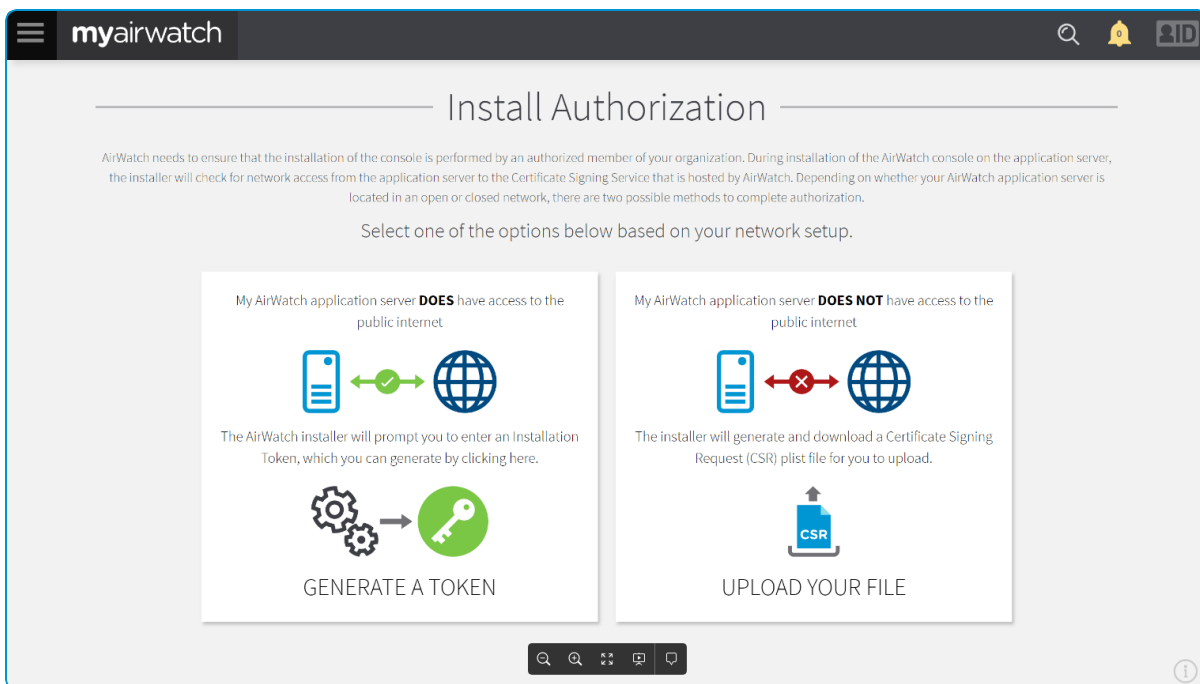 myairwatch
0
ID
Install Authorization
AirWatch needs to ensure that the installation of the console is performed by an authorized member of your organization. During installation of the AirWatch console on the application server,
the installer will check for network access from the application server to the Certificate Signing Service that is hosted by AirWatch. Depending on whether your AirWatch application server is
located in an open or closed network, there are two possible methods to complete authorization.
Select one of the options below based on your network setup.
My AirWatch application server DOES have access to the
public internet
The AirWatch installer will prompt you to enter an Installation
Token, which you can generate by clicking here.
GENERATE A TOKEN
My AirWatch application server DOES NOT have access to the
public internet
The installer will generate and download a Certificate Signing
Request (CSR) plist file for you to upload.
CSR
UPLOAD YOUR FILE